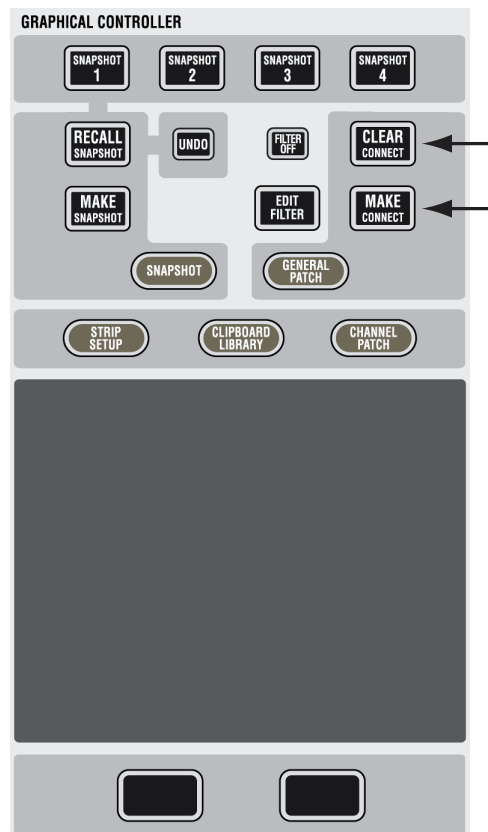 GRAPHICAL CONTROLLER
SNAPSHOT
1
SNAPSHOT
2
SNAPSHOT
3
SNAPSHOT
4
RECALL
SNAPSHOT
UNDO
FILTER
OFF
CLEAR
CONNECT
MAKE
SNAPSHOT
EDIT
FILTER
MAKE
CONNECT
SNAPSHOT
GENERAL
PATCH
STRIP
SETUP
CLIPBOARD
LIBRARY
CHANNEL
PATCH